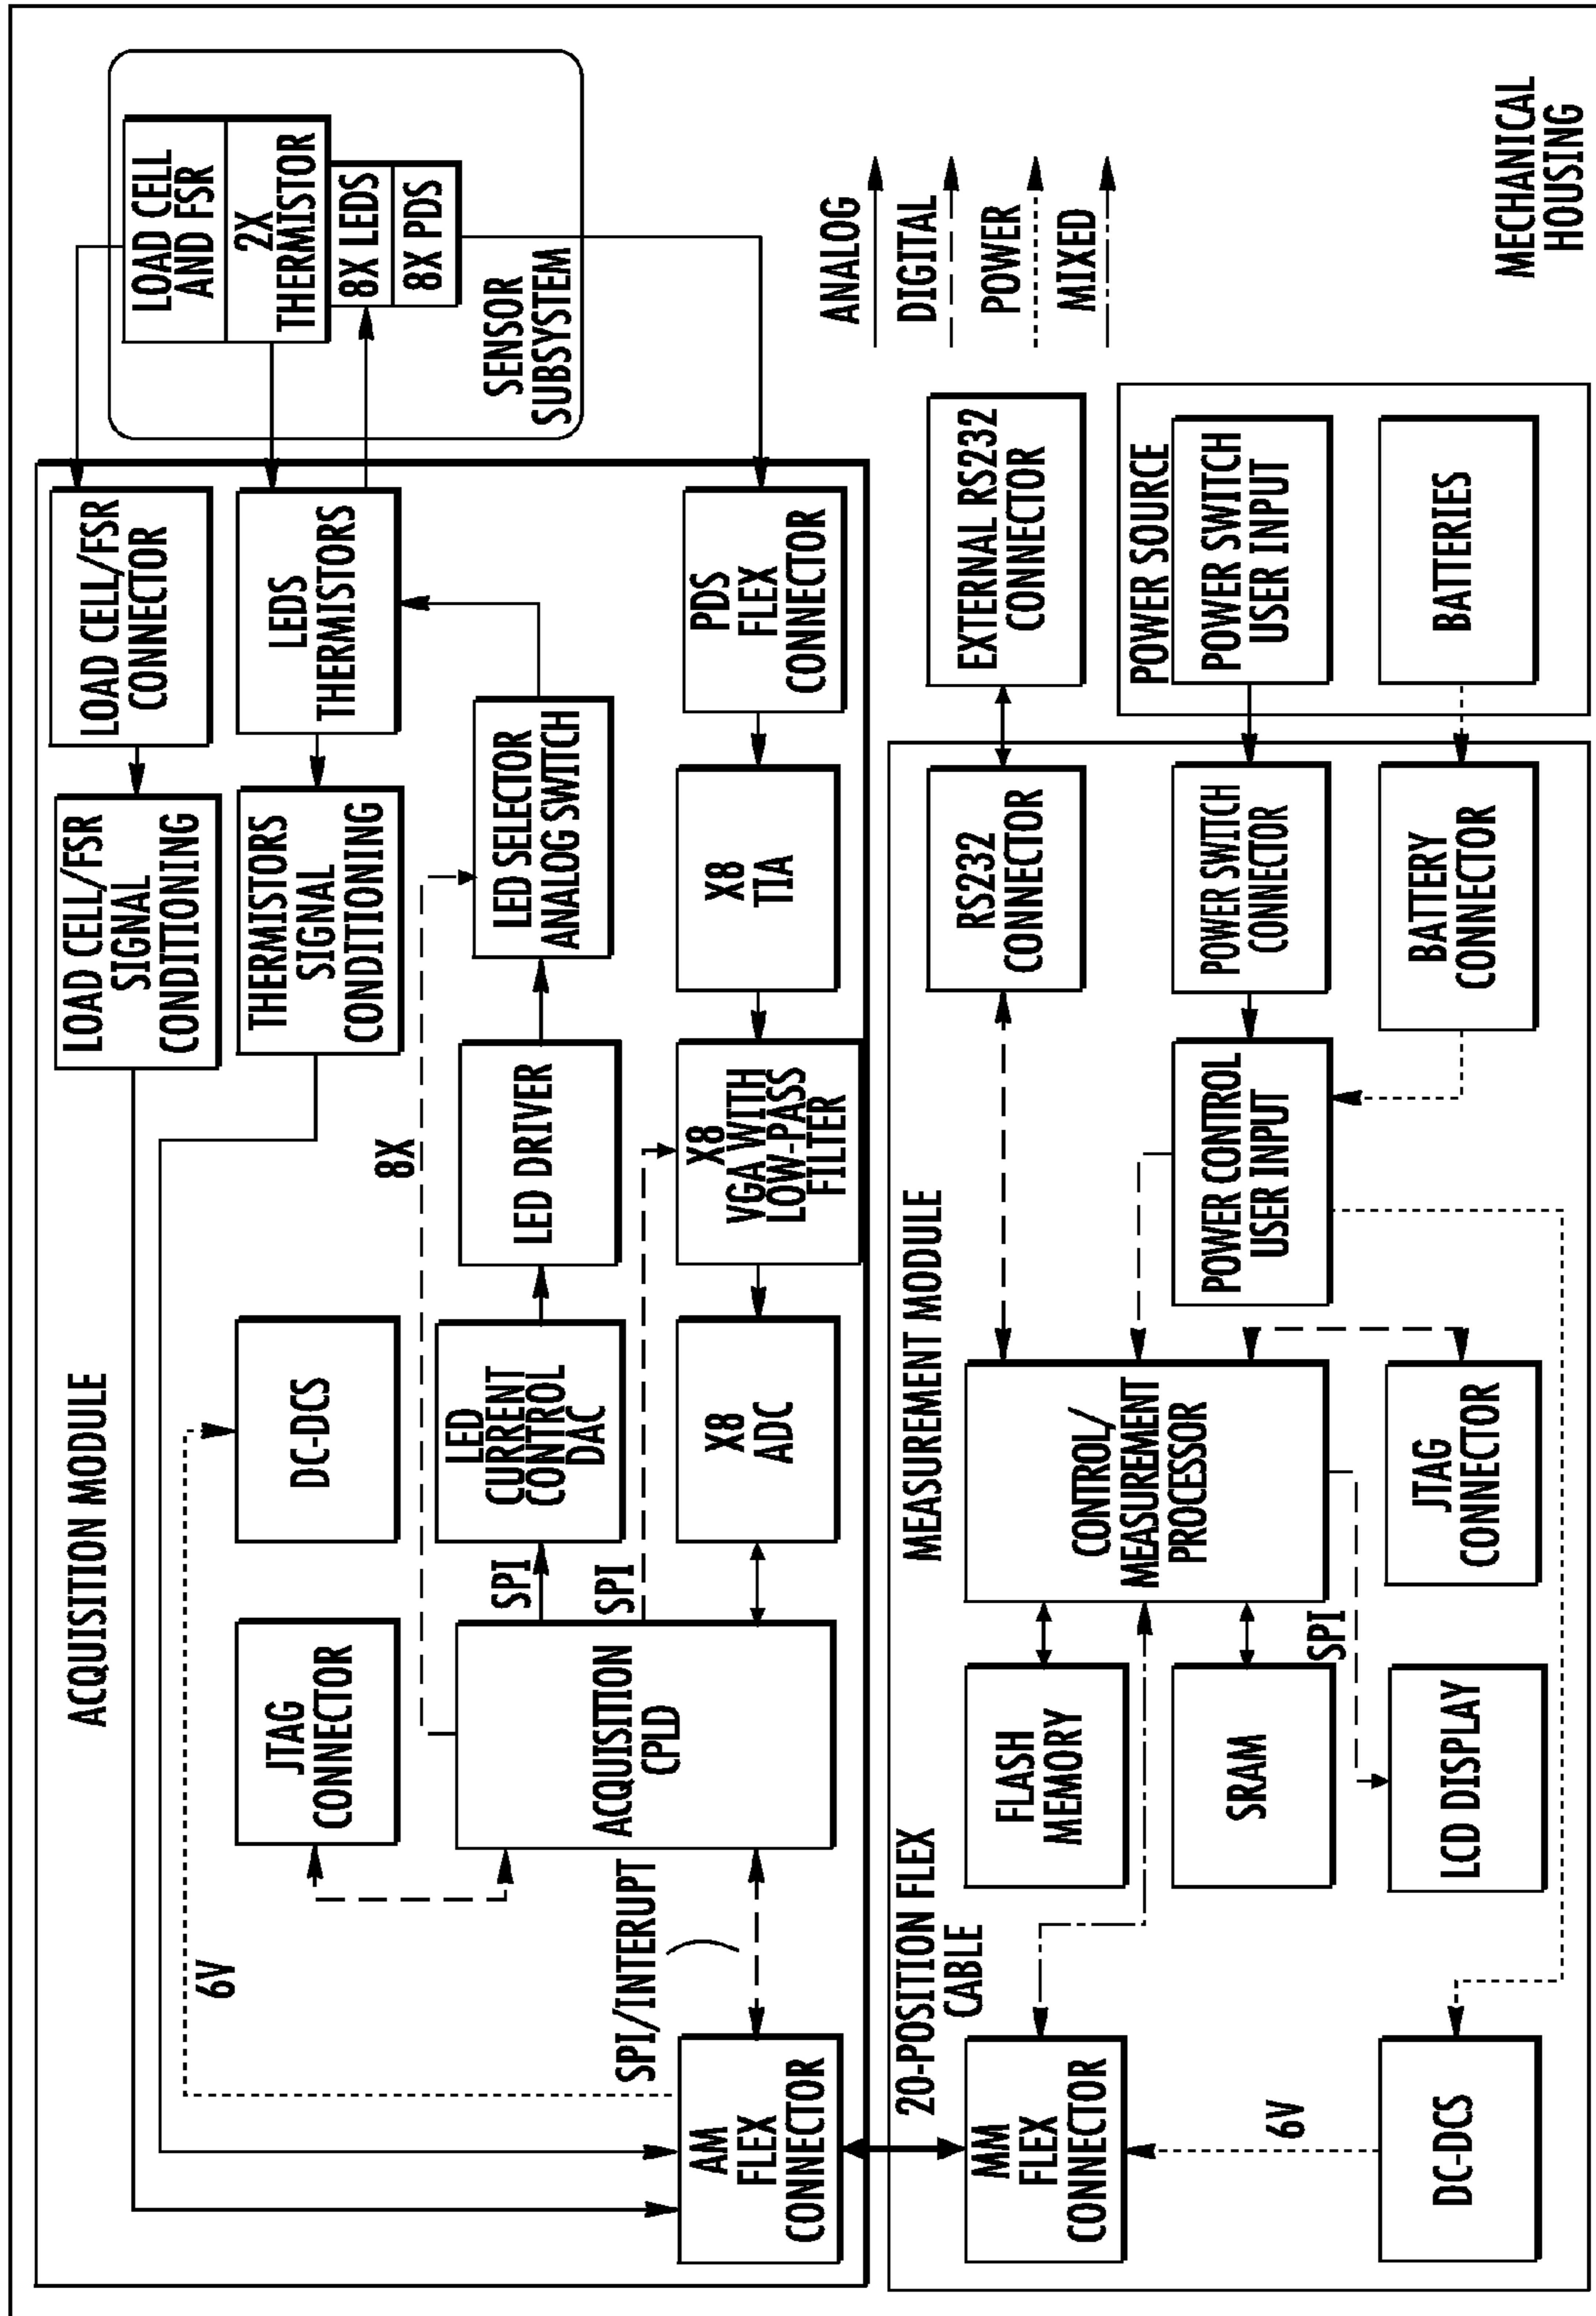 ACQUISITION MODULE
LOAD CELL/FSR
SIGNAL
CONDITIONING
LOAD CELL/FSR
CONNECTOR
LOAD CELL
AND FSR
2X
THERMISTOR
8X LEDS
8X PDS
SENSOR
SUBSYSTEM
6V
JTAG
CONNECTOR
DC-DCS
THERMISTORS
SIGNAL
CONDITIONING
LEDS
THERMISTORS
8X
SPI
LED
CURRENT
CONTROL
DAC
LED DRIVER
LED SELECTOR
ANALOG SWITCH
ACQUISITION
CPLD
SPI
SPI/INTERUPT
AM
FLEX
CONNECTOR
X8
ADC
X8
VGA WITH
LOW-PASS
FILTER
X8
TIA
PDS
FLEX
CONNECTOR
ANALOG
DIGITAL
POWER
MIXED
20-POSITION FLEX
CABLE
MEASUREMENT MODULE
MM
FLEX
CONNECTOR
FLASH
MEMORY
CONTROL/
MEASUREMENT
PROCESSOR
RS232
CONNECTOR
EXTERNAL RS232
CONNECTOR
SRAM
SPI
POWER CONTROL
USER INPUT
POWER SWITCH
CONNECTOR
POWER SOURCE
POWER SWITCH
USER INPUT
6V
DC-DCS
LCD DISPLAY
JTAG
CONNECTOR
BATTERY
CONNECTOR
BATTERIES
MECHANICAL
HOUSING